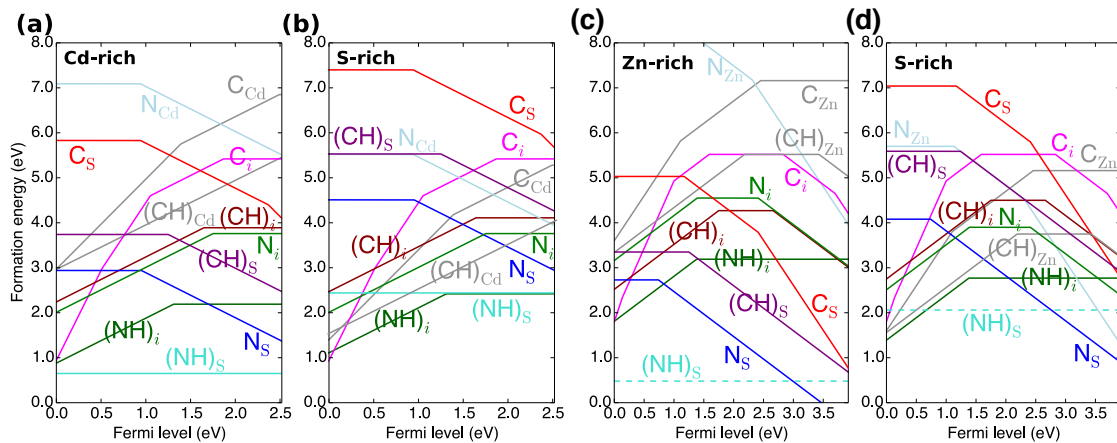 (a)
Cd-rich
8.0
7.0
6.0
5.0
4.0
3.0
2.0
1.0
0.0
Formation energy (eV)
0.0 0.5 1.0 1.5 2.0 2.5
Fermi level (eV)
N_Cd
C_Cd
C_S
C_i
(CH)_Cd
(CH)_i
N_i
(CH)_S
(NH)_i
N_S
(NH)_S
(b)
S-rich
8.0
7.0
6.0
5.0
4.0
3.0
2.0
1.0
0.0
0.0 0.5 1.0 1.5 2.0 2.5
Fermi level (eV)
C_S
(CH)_S
N_Cd
C_i
C_Cd
(CH)_i
N_i
N_S
(CH)_Cd
(NH)_S
(NH)_i
(c)
Zn-rich
8.0
7.0
6.0
5.0
4.0
3.0
2.0
1.0
0.0
0.0 0.5 1.0 1.5 2.0 2.5 3.0 3.5
Fermi level (eV)
N_Zn
C_Zn
(CH)_Zn
N_i
C_i
(CH)_i
(NH)_i
(CH)_S
C_S
N_S
(NH)_S
(d)
S-rich
8.0
7.0
6.0
5.0
4.0
3.0
2.0
1.0
0.0
0.0 0.5 1.0 1.5 2.0 2.5 3.0 3.5
Fermi level (eV)
C_S
N_Zn
(CH)_S
C_i
C_Zn
(CH)_i
N_i
(CH)_Zn
(NH)_i
(NH)_S
N_S